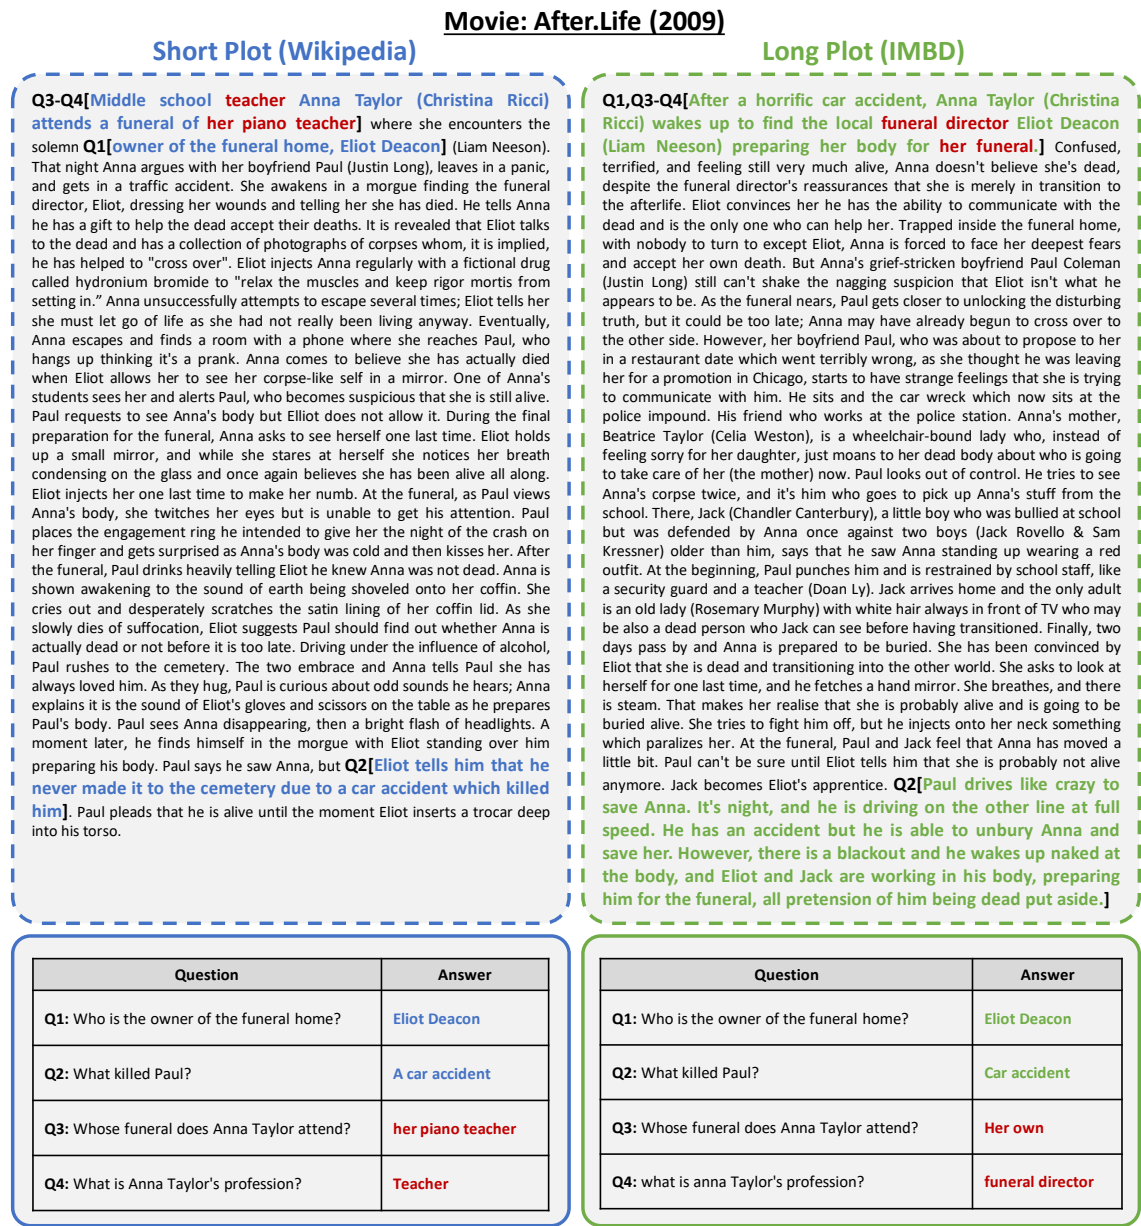 Movie: After.Life (2009)
Short Plot (Wikipedia)
Q3-Q4[Middle school teacher Anna Taylor (Christina Ricci)
attends a funeral of her piano teacher] where she encounters the
solemn Q1[owner of the funeral home, Eliot Deacon] (Liam Neeson).
That night Anna argues with her boyfriend Paul (Justin Long), leaves in a panic,
and gets in a traffic accident. She awakens in a morgue finding the funeral
director, Eliot, dressing her wounds and telling her she has died. He tells Anna
he has a gift to help the dead accept their deaths. It is revealed that Eliot talks
to the dead and has a collection of photographs of corpses whom, it is implied,
he has helped to "cross over". Eliot injects Anna regularly with a fictional drug
called hydronium bromide to "relax the muscles and keep rigor mortis from
setting in.” Anna unsuccessfully attempts to escape several times; Eliot tells her
she must let go of life as she had not really been living anyway. Eventually,
Anna escapes and finds a room with a phone where she reaches Paul, who
hangs up thinking it's a prank. Anna comes to believe she has actually died
when Eliot allows her to see her corpse-like self in a mirror. One of Anna's
students sees her and alerts Paul, who becomes suspicious that she is still alive.
Paul requests to see Anna's body but Elliot does not allow it. During the final
preparation for the funeral, Anna asks to see herself one last time. Eliot holds
up a small mirror, and while she stares at herself she notices her breath
condensing on the glass and once again believes she has been alive all along.
Eliot injects her one last time to make her numb. At the funeral, as Paul views
Anna's body, she twitches her eyes but is unable to get his attention. Paul
places the engagement ring he intended to give her the night of the crash on
her finger and gets surprised as Anna's body was cold and then kisses her. After
the funeral, Paul drinks heavily telling Eliot he knew Anna was not dead. Anna is
shown awakening to the sound of earth being shoveled onto her coffin. She
cries out and desperately scratches the satin lining of her coffin lid. As she
slowly dies of suffocation, Eliot suggests Paul should find out whether Anna is
actually dead or not before it is too late. Driving under the influence of alcohol,
Paul rushes to the cemetery. The two embrace and Anna tells Paul she has
always loved him. As they hug, Paul is curious about odd sounds he hears; Anna
explains it is the sound of Eliot's gloves and scissors on the table as he prepares
Paul's body. Paul sees Anna disappearing, then a bright flash of headlights. A
moment later, he finds himself in the morgue with Eliot standing over him
preparing his body. Paul says he saw Anna, but Q2[Eliot tells him that he
never made it to the cemetery due to a car accident which killed
him]. Paul pleads that he is alive until the moment Eliot inserts a trocar deep
into his torso.
Long Plot (IMBD)
Q1,Q3-Q4[After a horrific car accident, Anna Taylor (Christina
Ricci) wakes up to find the local funeral director Eliot Deacon
(Liam Neeson) preparing her body for her funeral.] Confused,
terrified, and feeling still very much alive, Anna doesn't believe she's dead,
despite the funeral director's reassurances that she is merely in transition to
the afterlife. Eliot convinces her he has the ability to communicate with the
dead and is the only one who can help her. Trapped inside the funeral home,
with nobody to turn to except Eliot, Anna is forced to face her deepest fears
and accept her own death. But Anna's grief-stricken boyfriend Paul Coleman
(Justin Long) still can't shake the nagging suspicion that Eliot isn't what he
appears to be. As the funeral nears, Paul gets closer to unlocking the disturbing
truth, but it could be too late; Anna may have already begun to cross over to
the other side. However, her boyfriend Paul, who was about to propose to her
in a restaurant date which went terribly wrong, as she thought he was leaving
her for a promotion in Chicago, starts to have strange feelings that she is trying
to communicate with him. He sits and the car wreck which now sits at the
police impound. His friend who works at the police station. Anna's mother,
Beatrice Taylor (Celia Weston), is a wheelchair-bound lady who, instead of
feeling sorry for her daughter, just moans to her dead body about who is going
to take care of her (the mother) now. Paul looks out of control. He tries to see
Anna's corpse twice, and it's him who goes to pick up Anna's stuff from the
school. There, Jack (Chandler Canterbury), a little boy who was bullied at school
but was defended by Anna once against two boys (Jack Rovello & Sam
Kressner) older than him, says that he saw Anna standing up wearing a red
outfit. At the beginning, Paul punches him and is restrained by school staff, like
a security guard and a teacher (Doan Ly). Jack arrives home and the only adult
is an old lady (Rosemary Murphy) with white hair always in front of TV who may
be also a dead person who Jack can see before having transitioned. Finally, two
days pass by and Anna is prepared to be buried. She has been convinced by
Eliot that she is dead and transitioning into the other world. She asks to look at
herself for one last time, and he fetches a hand mirror. She breathes, and there
is steam. That makes her realise that she is probably alive and is going to be
buried alive. She tries to fight him off, but he injects onto her neck something
which paralizes her. At the funeral, Paul and Jack feel that Anna has moved a
little bit. Paul can't be sure until Eliot tells him that she is probably not alive
anymore. Jack becomes Eliot's apprentice. Q2[Paul drives like crazy to
save Anna. It's night, and he is driving on the other line at full
speed. He has an accident but he is able to unbury Anna and
save her. However, there is a blackout and he wakes up naked at
the body, and Eliot and Jack are working in his body, preparing
him for the funeral, all pretension of him being dead put aside.]
Question Answer
Q1: Who is the owner of the funeral home? Eliot Deacon
Q2: What killed Paul? A car accident
Q3: Whose funeral does Anna Taylor attend? her piano teacher
Q4: What is Anna Taylor's profession? Teacher
Question Answer
Q1: Who is the owner of the funeral home? Eliot Deacon
Q2: What killed Paul? Car accident
Q3: Whose funeral does Anna Taylor attend? Her own
Q4: what is anna Taylor's profession? funeral director